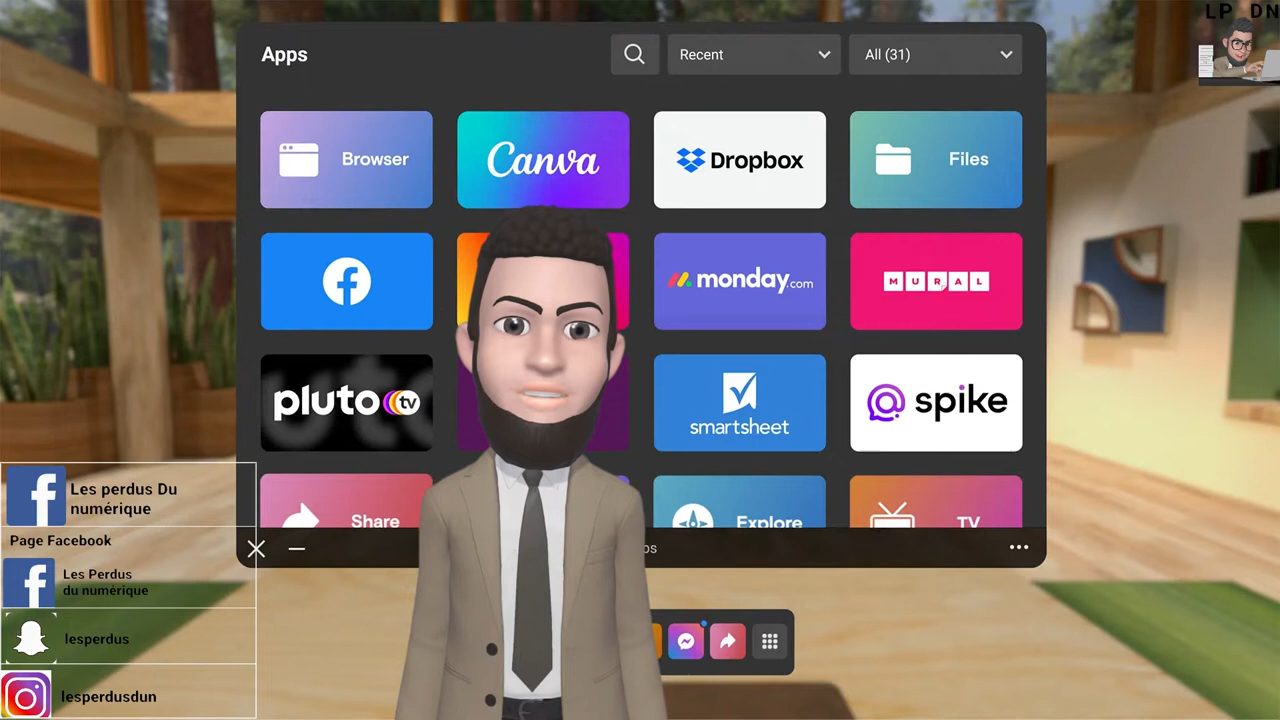 LP DN
Apps
Recent
All (31)
Browser
Canva
Dropbox
Files
monday.com
MURAL
pluto tv
smartsheet
spike
Share
Explore
TV
Les perdus Du
numérique
Page Facebook
Les Perdus
du numérique
lesperdus
lesperdusdun